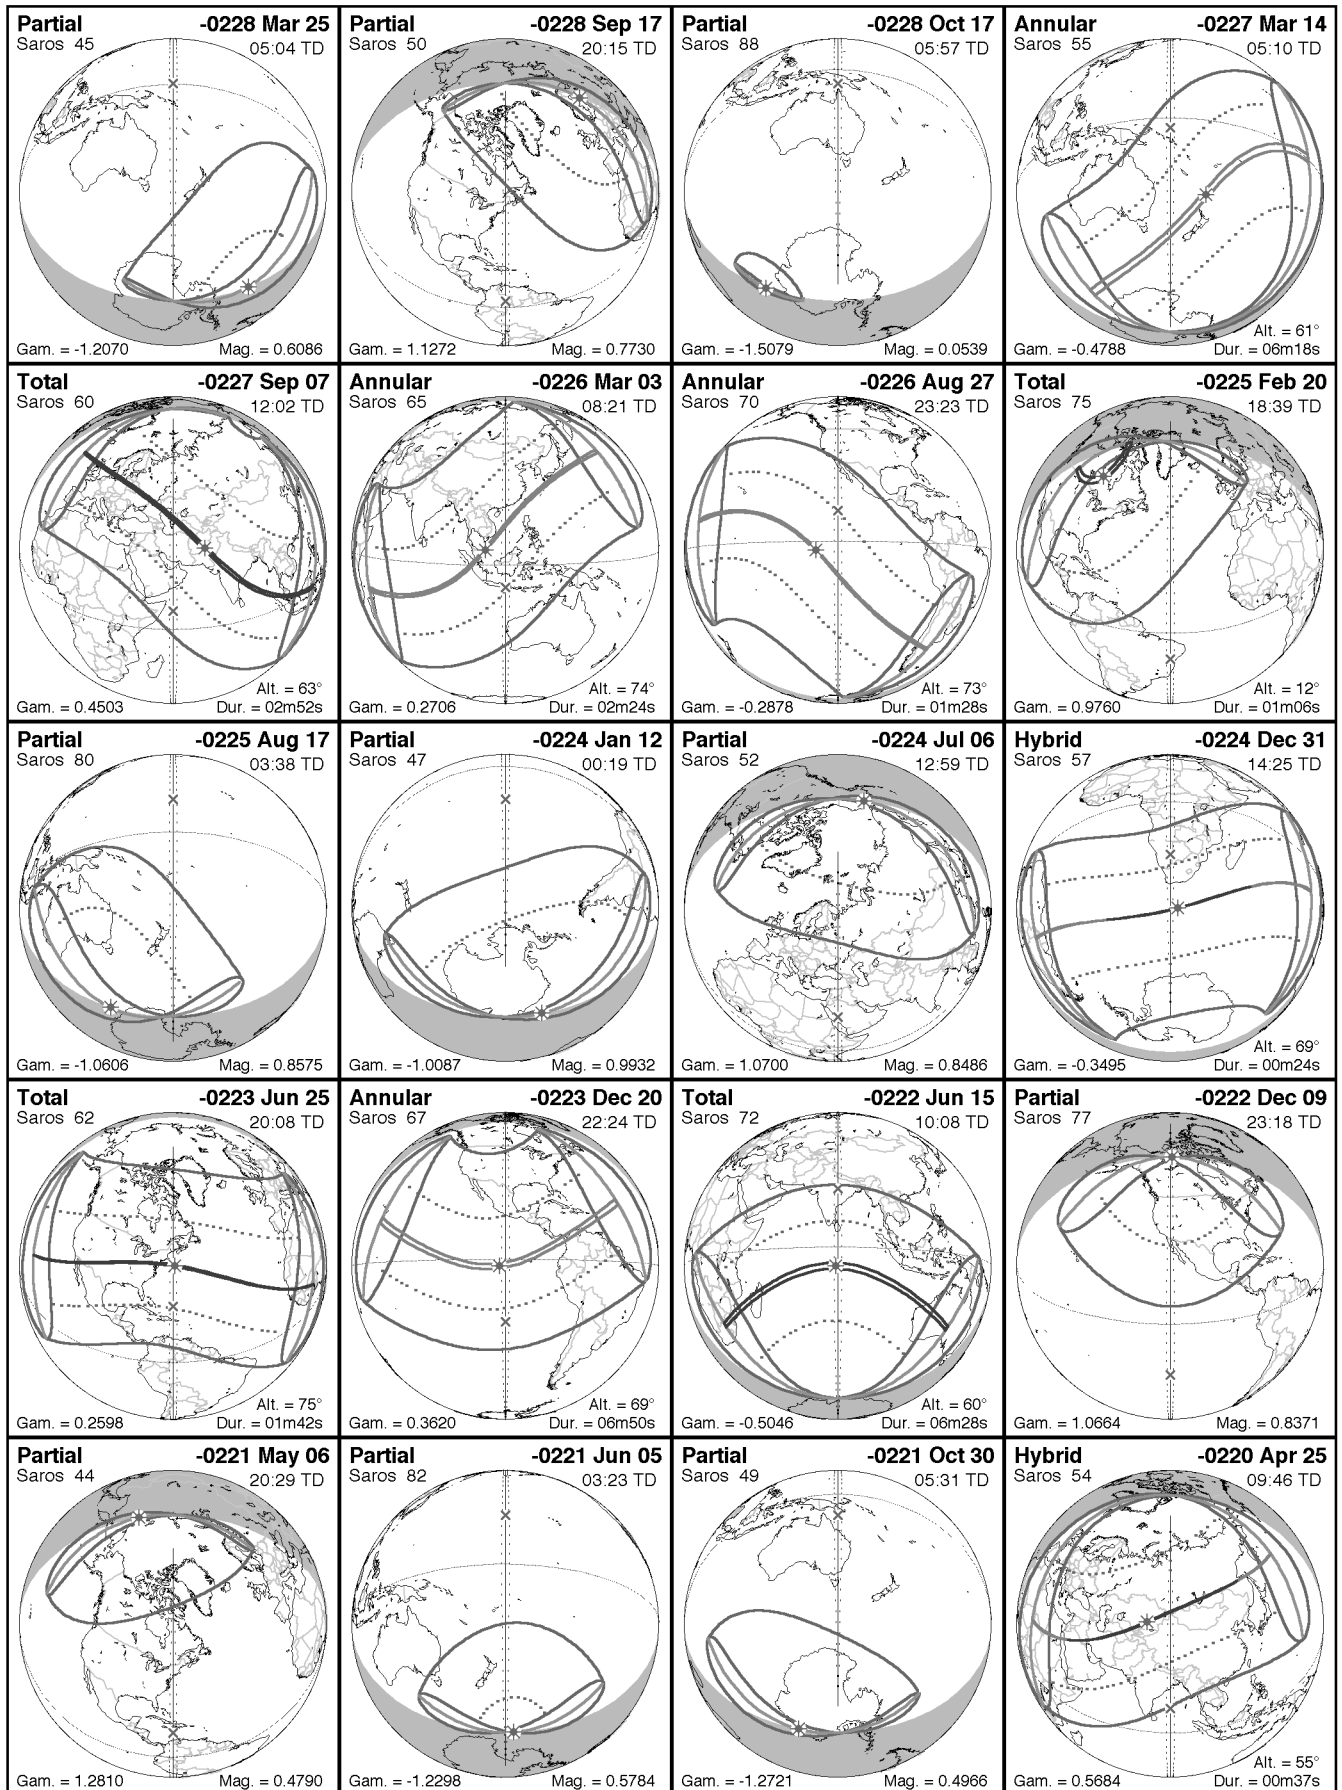 Partial -0228 Mar 25
Saros 45 05:04 TD
Gam. = -1.2070 Mag. = 0.6086
Partial -0228 Sep 17
Saros 50 20:15 TD
Gam. = 1.1272 Mag. = 0.7730
Partial -0228 Oct 17
Saros 88 05:57 TD
Gam. = -1.5079 Mag. = 0.0539
Annular -0227 Mar 14
Saros 55 05:10 TD
Alt. = 61°
Gam. = -0.4788 Dur. = 06m18s
Total -0227 Sep 07
Saros 60 12:02 TD
Alt. = 63°
Gam. = 0.4503 Dur. = 02m52s
Annular -0226 Mar 03
Saros 65 08:21 TD
Alt. = 74°
Gam. = 0.2706 Dur. = 02m24s
Annular -0226 Aug 27
Saros 70 23:23 TD
Alt. = 73°
Gam. = -0.2878 Dur. = 01m28s
Total -0225 Feb 20
Saros 75 18:39 TD
Alt. = 12°
Gam. = 0.9760 Dur. = 01m06s
Partial -0225 Aug 17
Saros 80 03:38 TD
Gam. = -1.0606 Mag. = 0.8575
Partial -0224 Jan 12
Saros 47 00:19 TD
Gam. = -1.0087 Mag. = 0.9932
Partial -0224 Jul 06
Saros 52 12:59 TD
Gam. = 1.0700 Mag. = 0.8486
Hybrid -0224 Dec 31
Saros 57 14:25 TD
Alt. = 69°
Gam. = -0.3495 Dur. = 00m24s
Total -0223 Jun 25
Saros 62 20:08 TD
Alt. = 75°
Gam. = 0.2598 Dur. = 01m42s
Annular -0223 Dec 20
Saros 67 22:24 TD
Alt. = 69°
Gam. = 0.3620 Dur. = 06m50s
Total -0222 Jun 15
Saros 72 10:08 TD
Alt. = 60°
Gam. = -0.5046 Dur. = 06m28s
Partial -0222 Dec 09
Saros 77 23:18 TD
Gam. = 1.0664 Mag. = 0.8371
Partial -0221 May 06
Saros 44 20:29 TD
Gam. = 1.2810 Mag. = 0.4790
Partial -0221 Jun 05
Saros 82 03:23 TD
Gam. = -1.2298 Mag. = 0.5784
Partial -0221 Oct 30
Saros 49 05:31 TD
Gam. = -1.2721 Mag. = 0.4966
Hybrid -0220 Apr 25
Saros 54 09:46 TD
Alt. = 55°
Gam. = 0.5684 Dur. = 00m37s